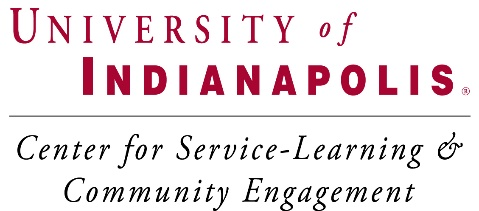 UNIVERSITY of
INDIANAPOLIS®
Center for Service-Learning &
Community Engagement